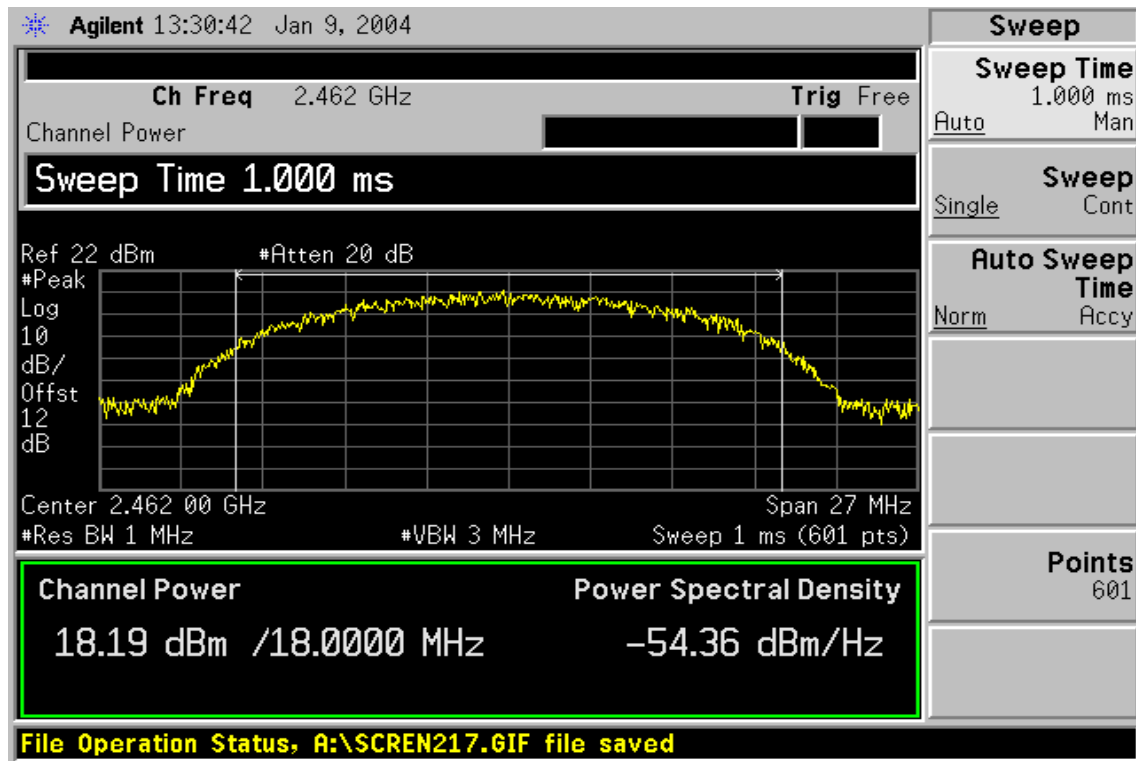 Agilent 13:30:42 Jan 9, 2004
Ch Freq 2.462 GHz Trig Free
Channel Power
Sweep Time 1.000 ms
Ref 22 dBm #Atten 20 dB
#Peak
Log
10
dB/
Offst
12
dB
Center 2.462 00 GHz Span 27 MHz
#Res BW 1 MHz #VBW 3 MHz Sweep 1 ms (601 pts)
Channel Power Power Spectral Density
18.19 dBm /18.0000 MHz -54.36 dBm/Hz
File Operation Status, A:\SCREN217.GIF file saved
Sweep
Sweep Time
1.000 ms
Auto Man
Sweep
Single Cont
Auto Sweep
Time
Norm Accy
Points
601